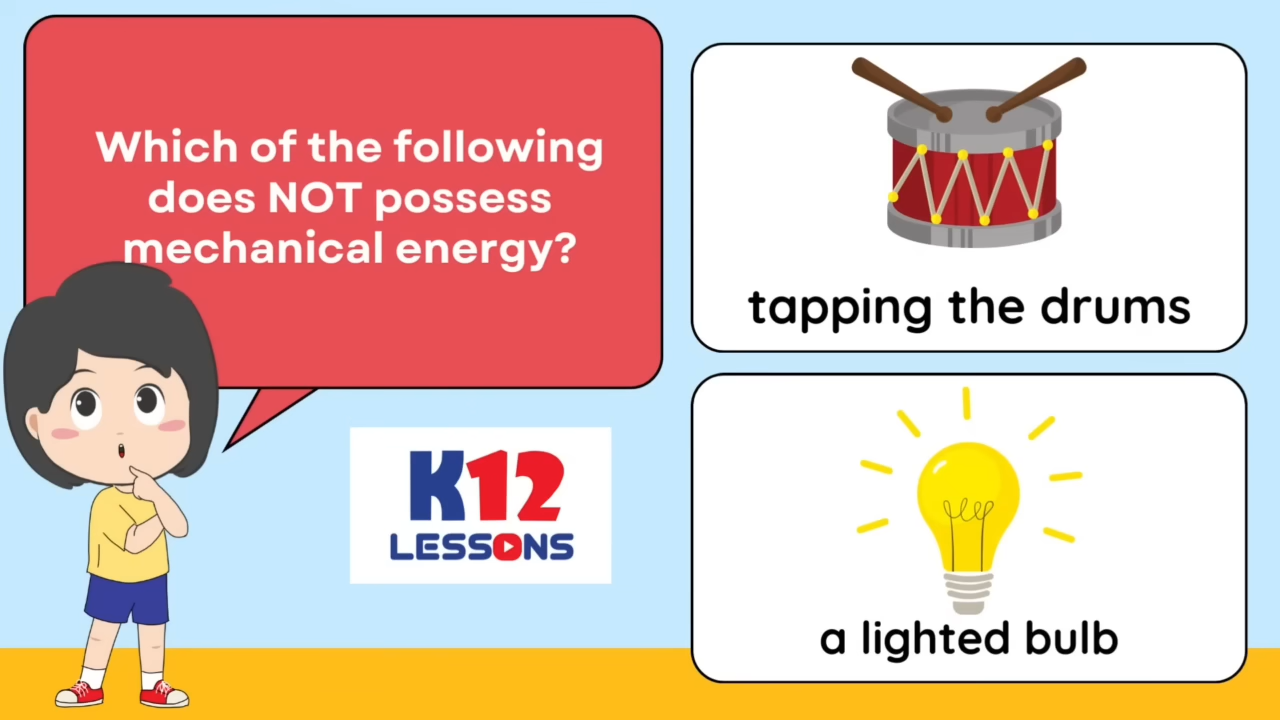 Which of the following
does NOT possess
mechanical energy?
tapping the drums
K12
LESSONS
a lighted bulb